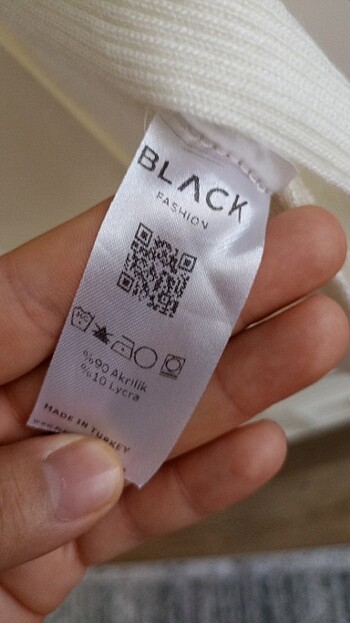 BLACK
FASHION
%90 Akrilik
%10 Lycra
MADE IN TURKEY